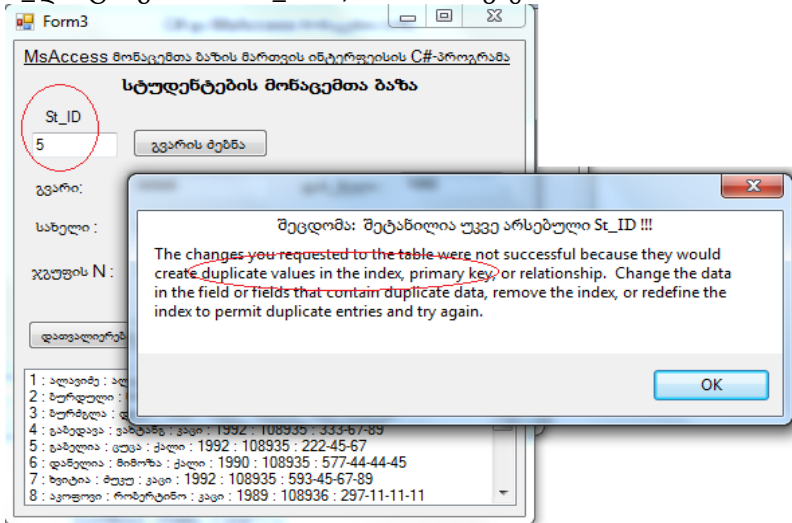 Form3
MsAccess მონაცემთა ბაზის მართვის ინტერფეისის C#-პროგრამა
სტუდენტების მონაცემთა ბაზა
St_ID
5
გვარის ძებნა
გვარი:
სახელი :
ჯგუფის N :
შეცდომა: შეტანილია უკვე არსებული St_ID !!!
The changes you requested to the table were not successful because they would
create duplicate values in the index, primary key, or relationship. Change the data
in the field or fields that contain duplicate data, remove the index, or redefine the
index to permit duplicate entries and try again.
OK
1 : ალავიძე :
2 : ბურდული :
3 : ბურძგლა :
4 : გაბედავა : ვახტანგ : კაცი : 1992 : 108935 : 333-67-89
5 : გაბელია : ცუცა : ქალი : 1992 : 108935 : 222-45-67
6 : დანელია : მიმოზა : ქალი : 1990 : 108935 : 577-44-44-45
7 : ხვიტია : ძუკუ : კაცი : 1992 : 108935 : 593-45-67-89
8 : აკოფოვი : რობერტინო : კაცი : 1989 : 108936 : 297-11-11-11